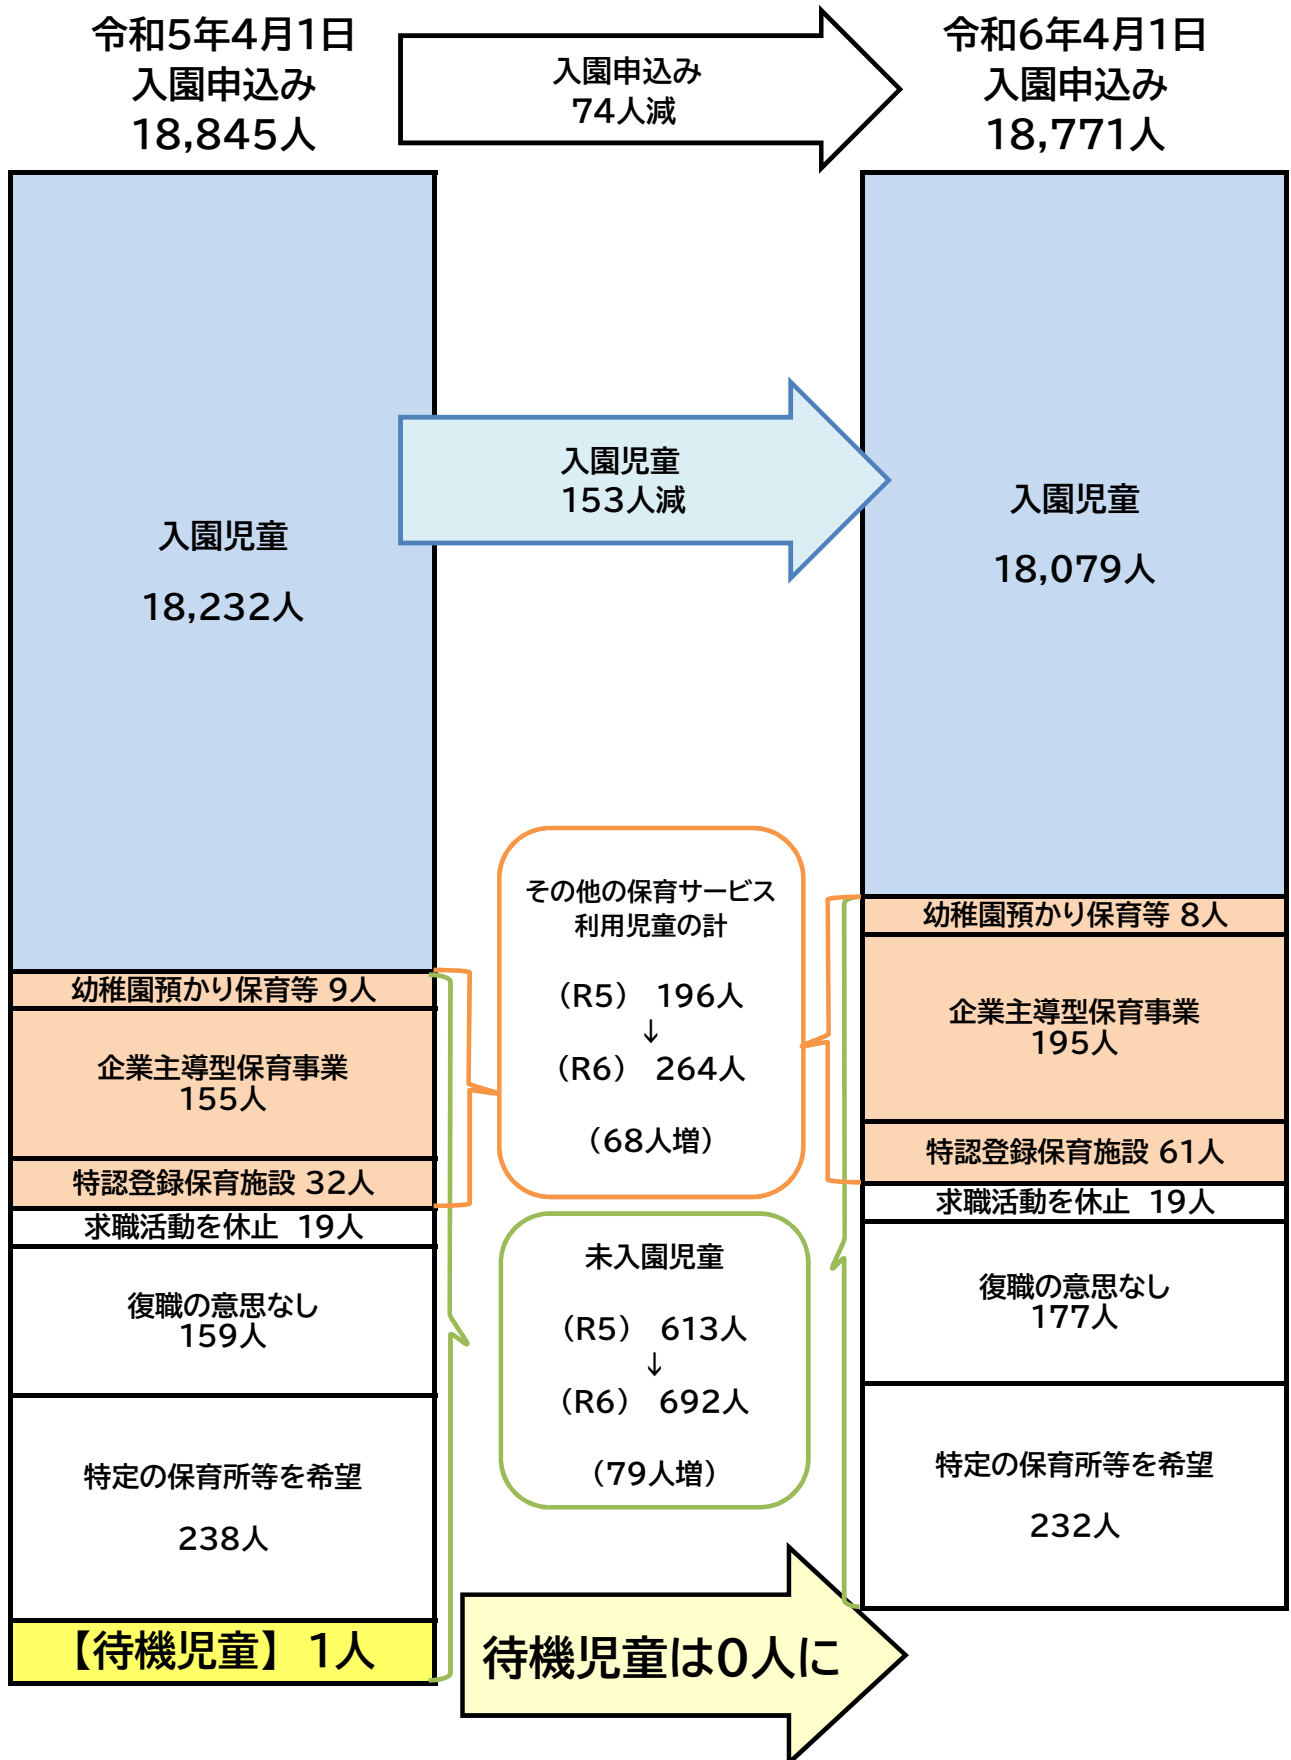 令和5年4月1日
入園申込み
18,845人
入園申込み
74人減
令和6年4月1日
入園申込み
18,771人
入園児童
18,232人
入園児童
153人減
入園児童
18,079人
幼稚園預かり保育等 9人
企業主導型保育事業
155人
特認登録保育施設 32人
求職活動を休止 19人
復職の意思なし
159人
特定の保育所等を希望
238人
【待機児童】 1人
その他の保育サービス
利用児童の計
(R5) 196人
↓
(R6) 264人
(68人増)
未入園児童
(R5) 613人
↓
(R6) 692人
(79人増)
待機児童は0人に
幼稚園預かり保育等 8人
企業主導型保育事業
195人
特認登録保育施設 61人
求職活動を休止 19人
復職の意思なし
177人
特定の保育所等を希望
232人